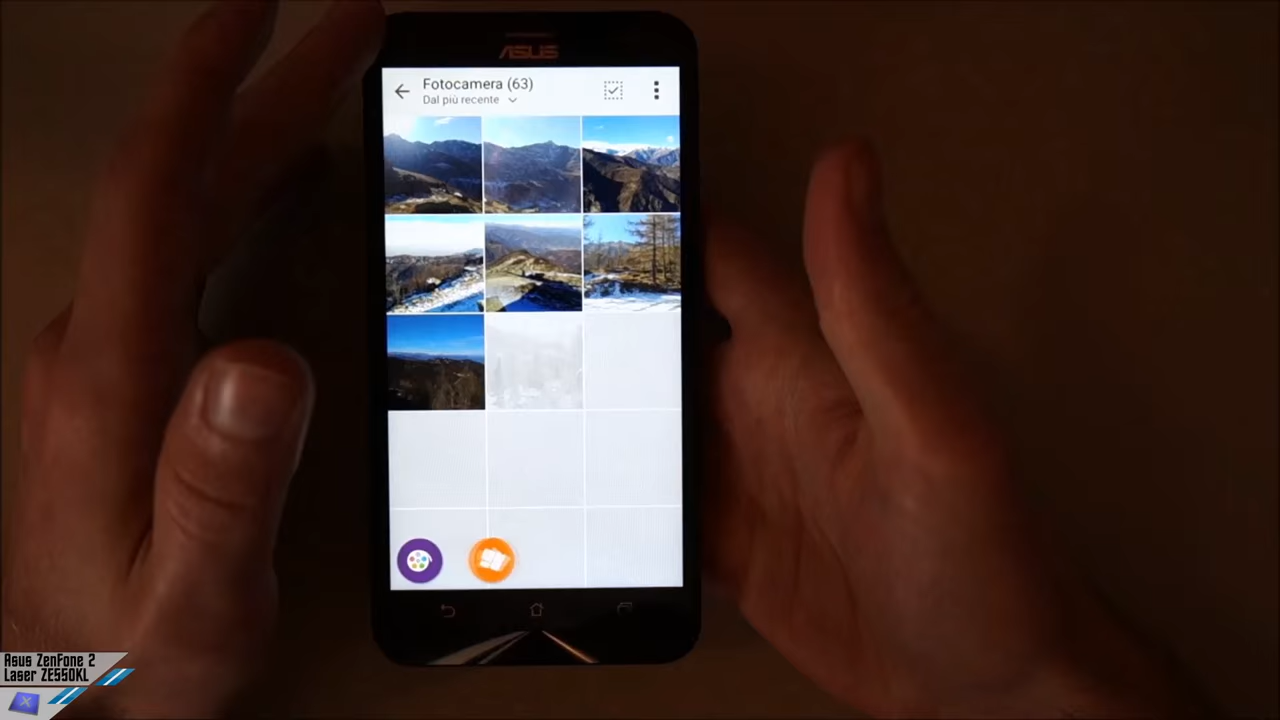 ASUS
Fotocamera (63)
Dal più recente
Asus ZenFone 2
Laser ZE550KL